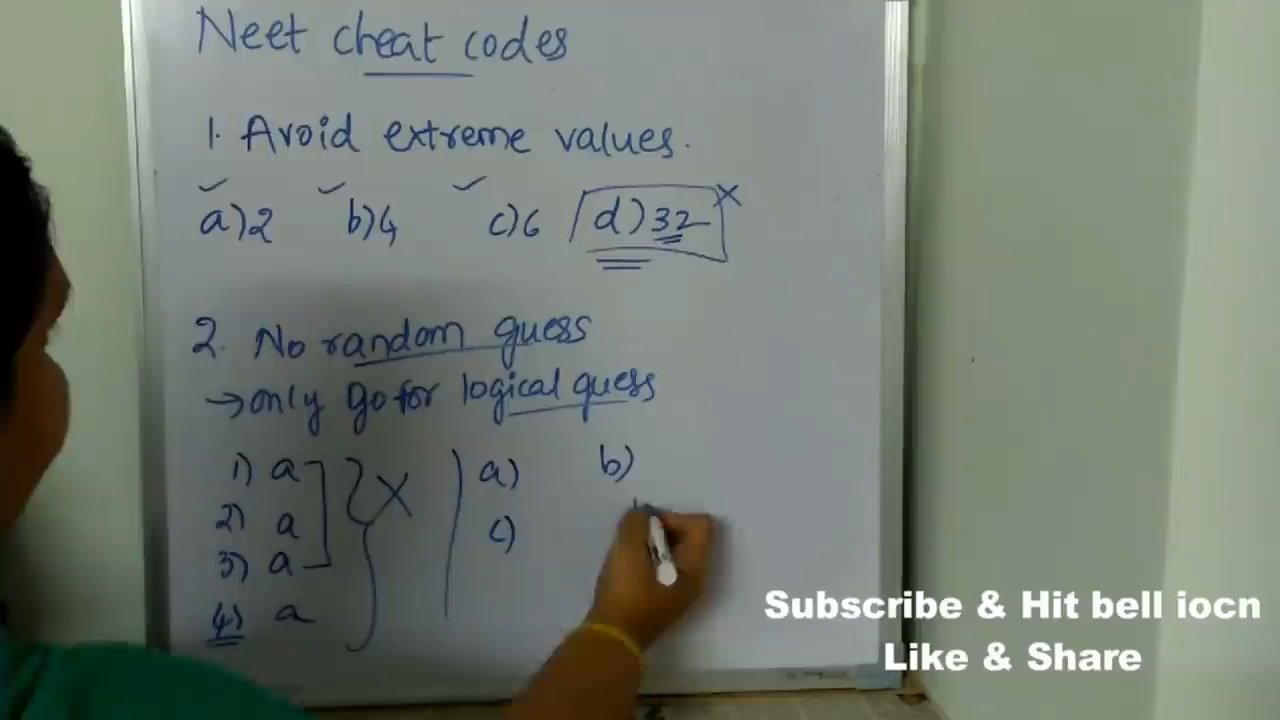 Neet cheat codes
1. Avoid extreme values.
a)2 b)4 c)6 d)32 x
2. No random guess
→only go for logical guess
1) a
2) a
3) a
4) a
X
a) b)
c)
Subscribe & Hit bell iocn
Like & Share